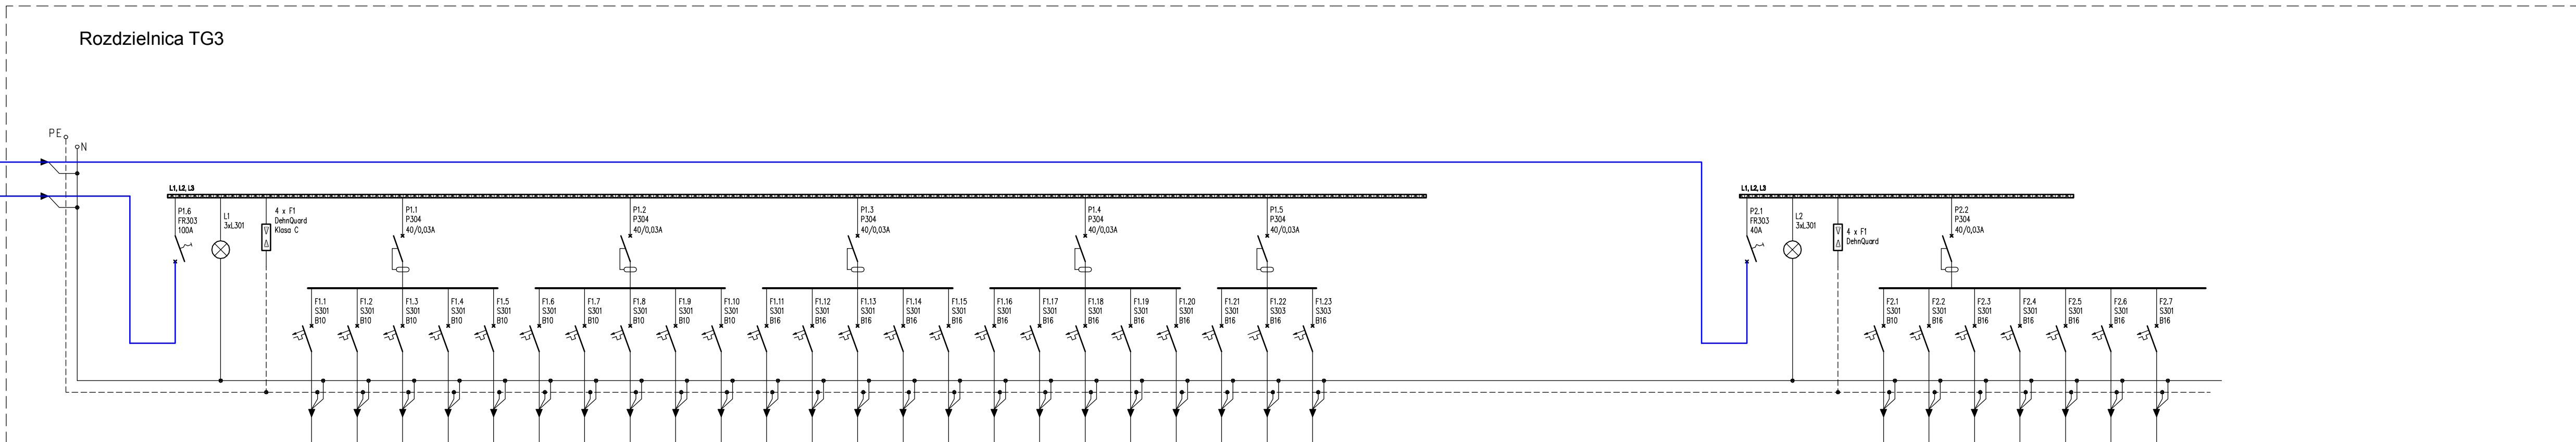 Rozdzielnica TG3
PE
N
L1, L2, L3
P1.6
FR303
100A
L1
3xL301
4 x F1
DehnQuard
Klasa C
P1.1
P304
40/0,03A
P1.2
P304
40/0,03A
P1.3
P304
40/0,03A
P1.4
P304
40/0,03A
P1.5
P304
40/0,03A
F1.1
S301
B10
F1.2
S301
B10
F1.3
S301
B10
F1.4
S301
B10
F1.5
S301
B10
F1.6
S301
B10
F1.7
S301
B10
F1.8
S301
B10
F1.9
S301
B10
F1.10
S301
B10
F1.11
S301
B16
F1.12
S301
B16
F1.13
S301
B16
F1.14
S301
B16
F1.15
S301
B16
F1.16
S301
B16
F1.17
S301
B16
F1.18
S301
B16
F1.19
S301
B16
F1.20
S301
B16
F1.21
S301
B16
F1.22
S303
B16
F1.23
S303
B16
L1, L2, L3
P2.1
FR303
40A
L2
3xL301
4 x F1
DehnQuard
P2.2
P304
40/0,03A
F2.1
S301
B10
F2.2
S301
B16
F2.3
S301
B16
F2.4
S301
B16
F2.5
S301
B16
F2.6
S301
B16
F2.7
S301
B16